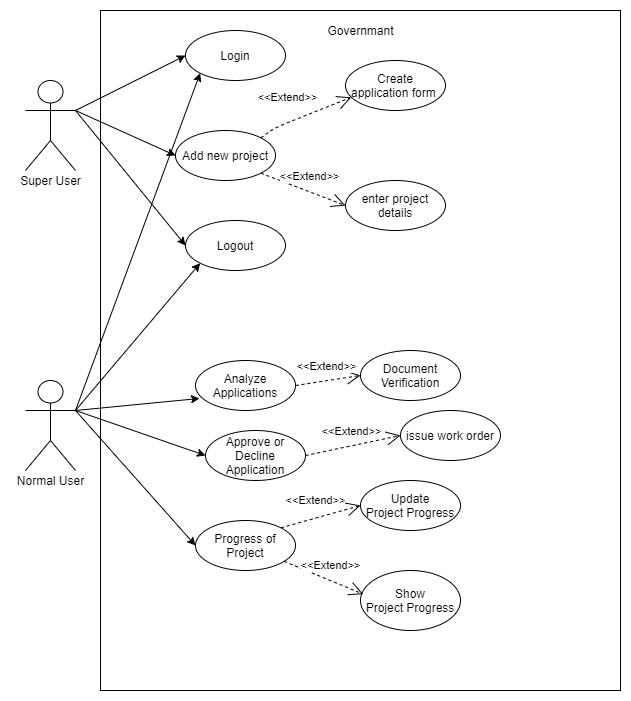 Governmant
Login
Create
application form
<<Extend>>
Add new project
<<Extend>>
Super User
enter project
details
Logout
<<Extend>>
Document
Verification
Analyze
Applications
<<Extend>>
issue work order
Approve or
Decline
Application
Normal User
<<Extend>>
Update
Project Progress
Progress of
Project
<<Extend>>
Show
Project Progress